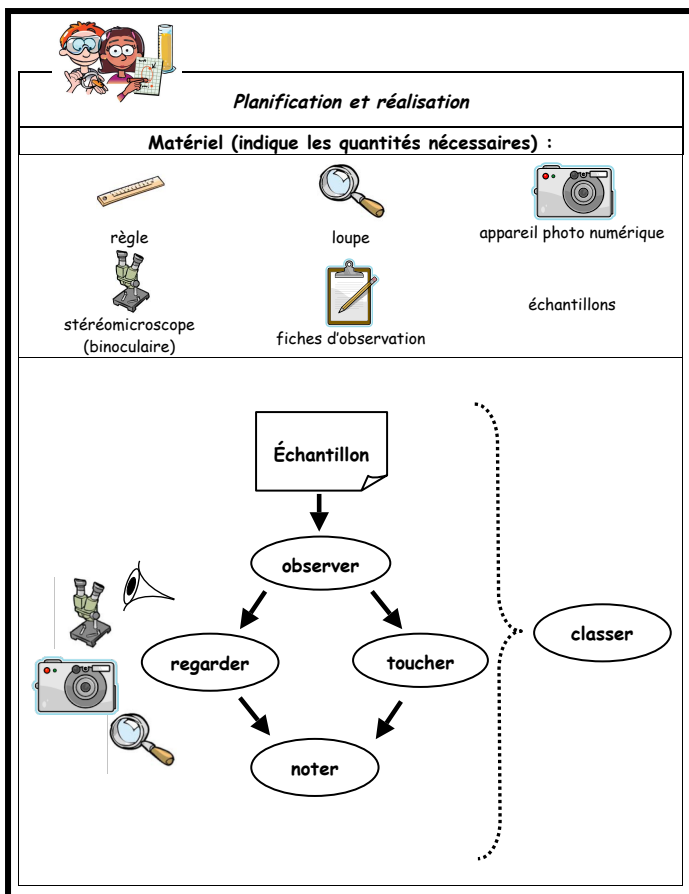 Planification et réalisation
Matériel (indique les quantités nécessaires) :
règle
loupe
appareil photo numérique
stéréomicroscope
(binoculaire)
fiches d'observation
échantillons
Échantillon
observer
regarder
toucher
classer
noter